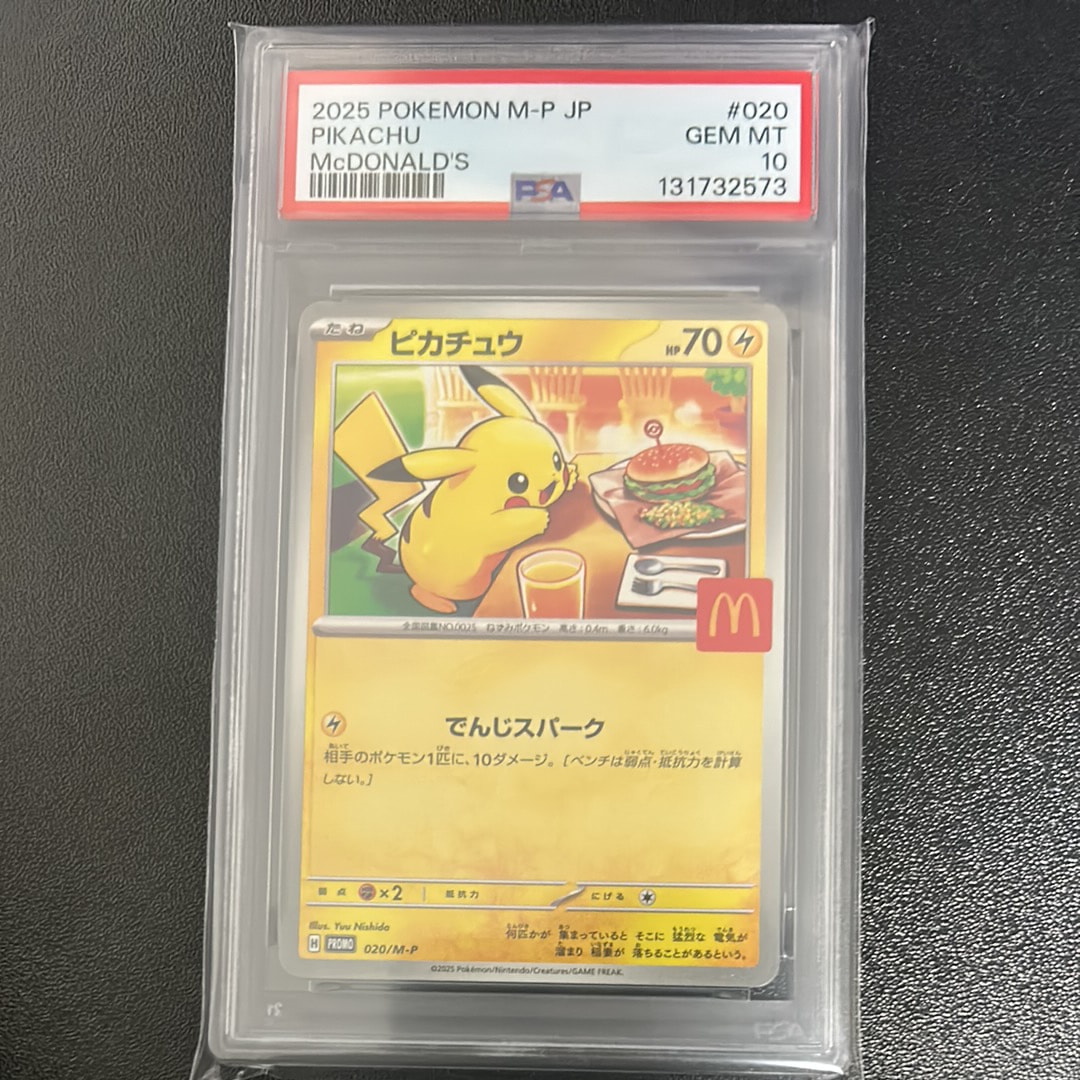 2025 POKEMON M-P JP #020
PIKACHU GEM MT
McDONALD'S 10
PSA 131732573
たね ピカチュウ HP70
全国図鑑NO.0025 ねずみポケモン 高さ:0.4m 重さ:6.0kg
でんじスパーク
相手のポケモン1匹に、10ダメージ。[ベンチは弱点・抵抗力を計算
しない。]
弱点 ×2 抵抗力 にげる
Illus. Yuu Nishida
何匹かが 集まっていると そこに 猛烈な 電気が
H PROMO 020/M-P
溜まり 稲妻が 落ちることがあるという。
©2025 Pokémon/Nintendo/Creatures/GAME FREAK.